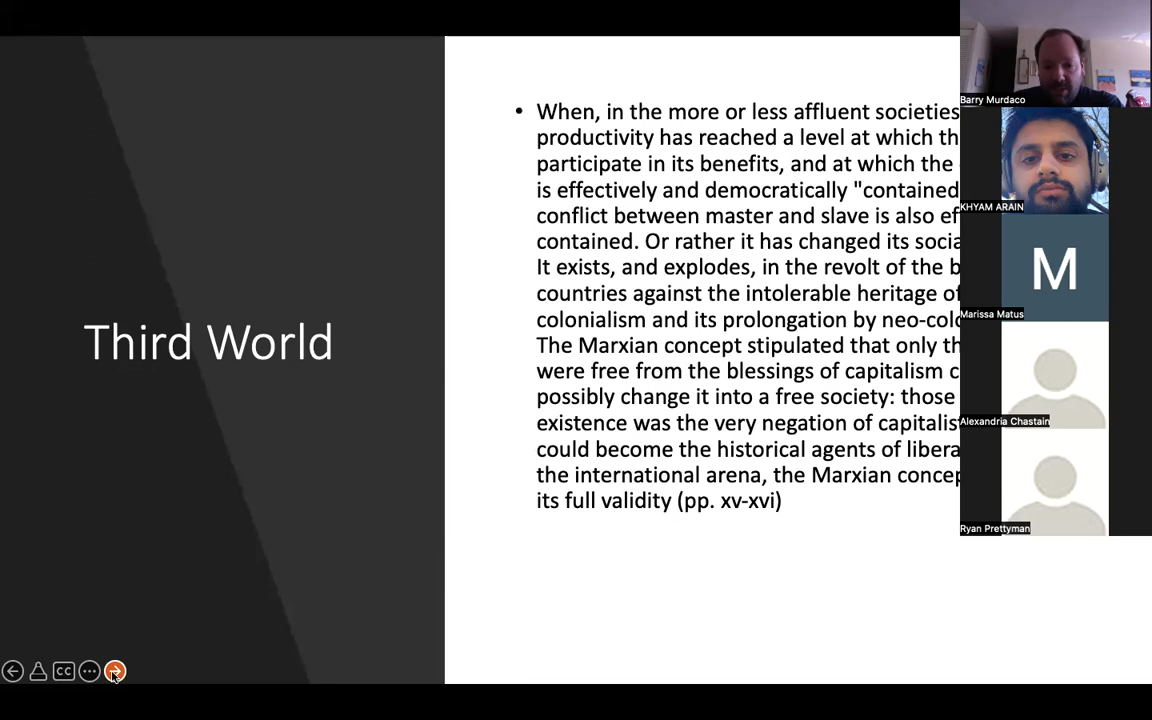 Third World
• When, in the more or less affluent societies
productivity has reached a level at which th
participate in its benefits, and at which the
is effectively and democratically "contained
conflict between master and slave is also ef
contained. Or rather it has changed its socia
It exists, and explodes, in the revolt of the b
countries against the intolerable heritage of
colonialism and its prolongation by neo-colo
The Marxian concept stipulated that only th
were free from the blessings of capitalism c
possibly change it into a free society: those
existence was the very negation of capitalis
could become the historical agents of libera
the international arena, the Marxian concep
its full validity (pp. xv-xvi)
Barry Murdaco
KHYAM ARAIN
M
Marissa Matus
Alexandria Chastain
Ryan Prettyman
CC